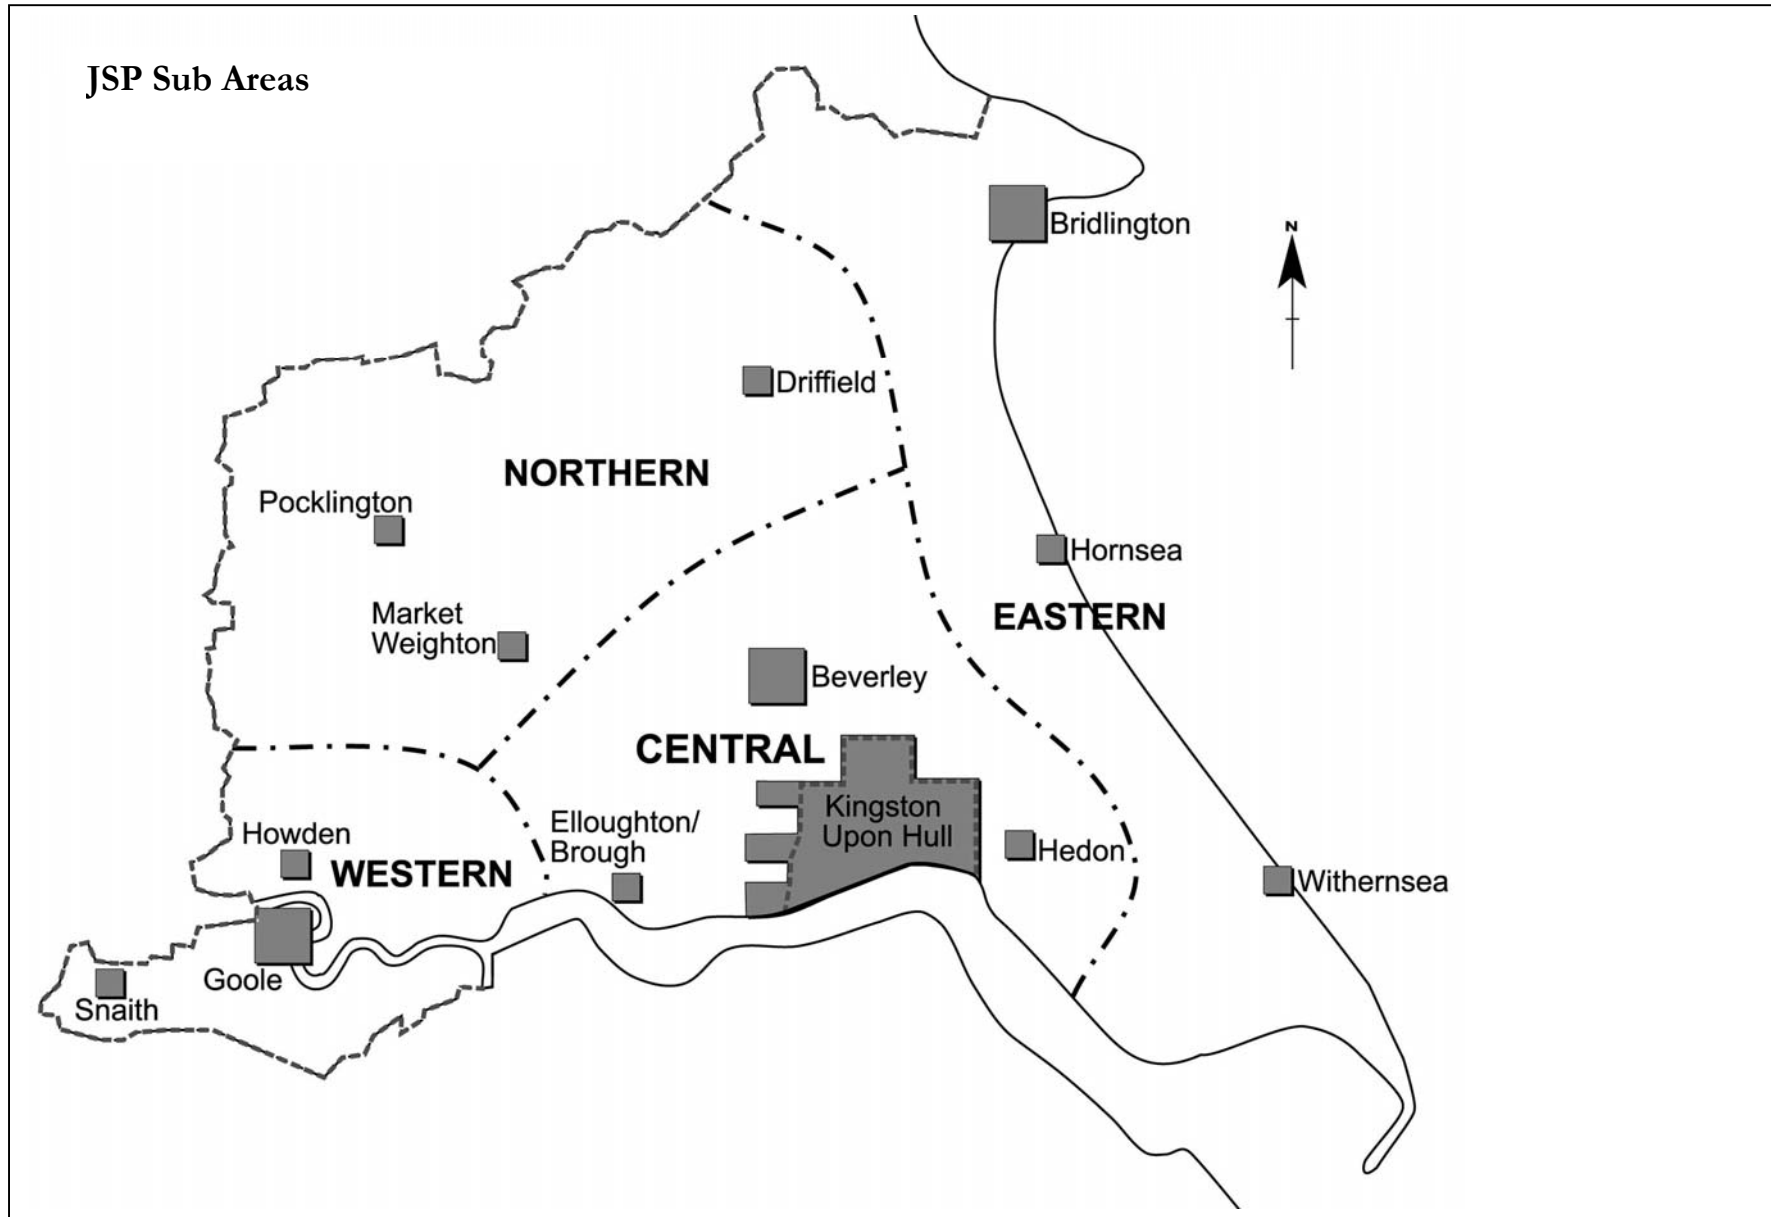 JSP Sub Areas
Bridlington
N
Driffield
NORTHERN
Pocklington
Hornsea
Market
Weighton
EASTERN
Beverley
CENTRAL
Kingston
Upon Hull
Elloughton/
Brough
Howden
WESTERN
Hedon
Withernsea
Goole
Snaith